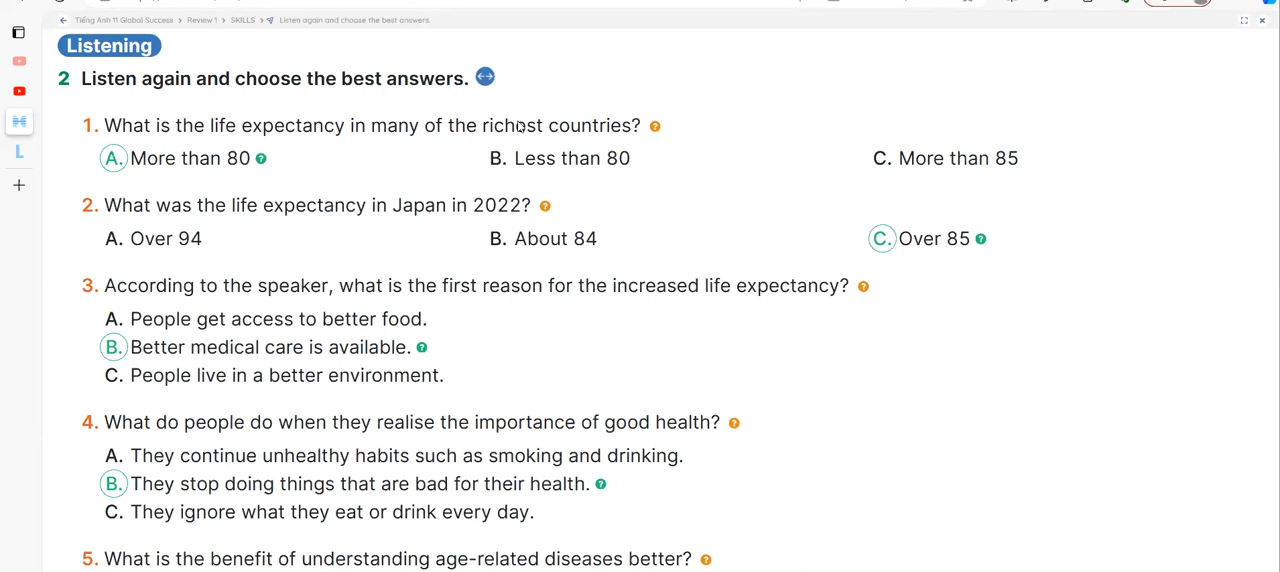 Tiếng Anh 11 Global Success > Review 1 > SKILLS > Listen again and choose the best answers.
Listening
2 Listen again and choose the best answers.
1. What is the life expectancy in many of the richest countries?
A. More than 80 B. Less than 80 C. More than 85
2. What was the life expectancy in Japan in 2022?
A. Over 94 B. About 84 C. Over 85
3. According to the speaker, what is the first reason for the increased life expectancy?
A. People get access to better food.
B. Better medical care is available.
C. People live in a better environment.
4. What do people do when they realise the importance of good health?
A. They continue unhealthy habits such as smoking and drinking.
B. They stop doing things that are bad for their health.
C. They ignore what they eat or drink every day.
5. What is the benefit of understanding age-related diseases better?